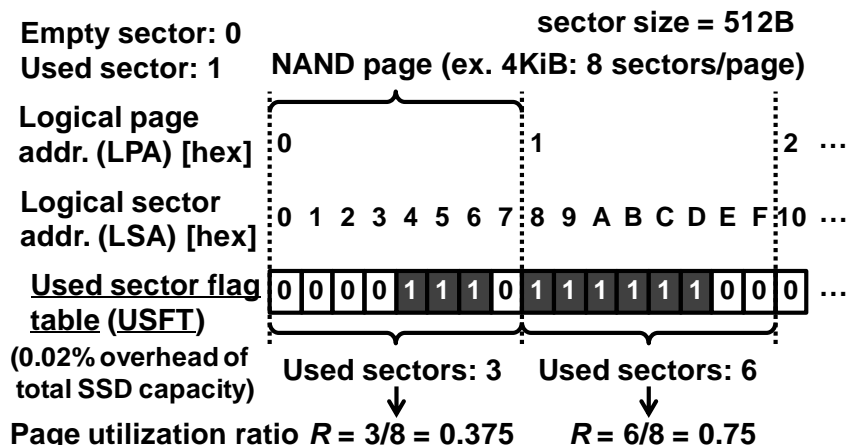 Empty sector: 0
sector size = 512B
Used sector: 1
NAND page (ex. 4KiB: 8 sectors/page)
Logical page
addr. (LPA) [hex]
0 1 2 ...
Logical sector
addr. (LSA) [hex]
0 1 2 3 4 5 6 7 8 9 A B C D E F 10 ...
Used sector flag
table (USFT)
0 0 0 0 1 1 1 0 1 1 1 1 1 1 0 0 0 ...
(0.02% overhead of
total SSD capacity)
Used sectors: 3 Used sectors: 6
Page utilization ratio R = 3/8 = 0.375 R = 6/8 = 0.75